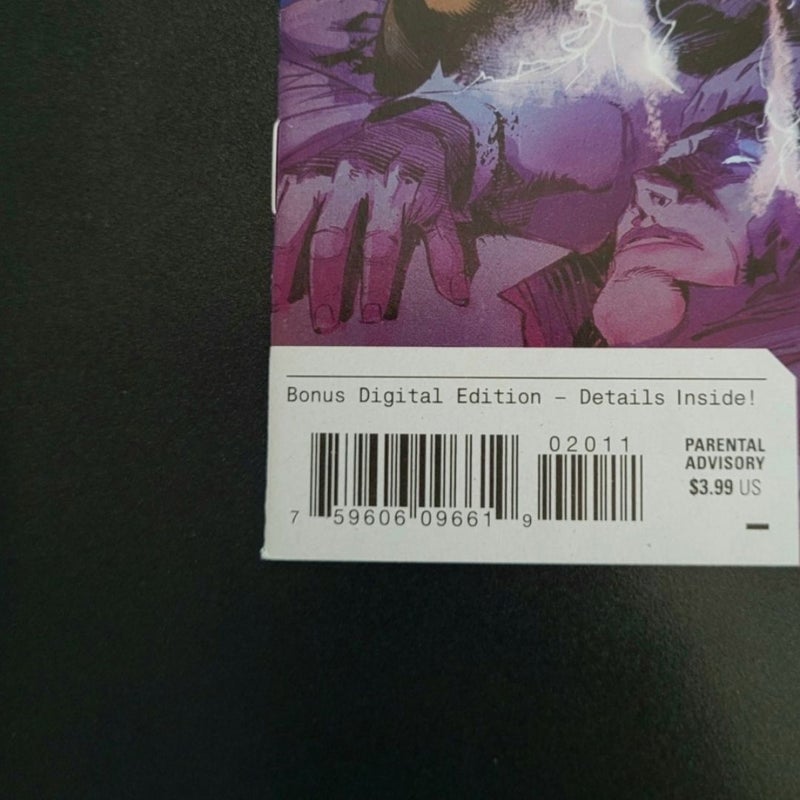 Bonus Digital Edition – Details Inside!
02011
PARENTAL
ADVISORY
$3.99 US
7 59606 09661 9